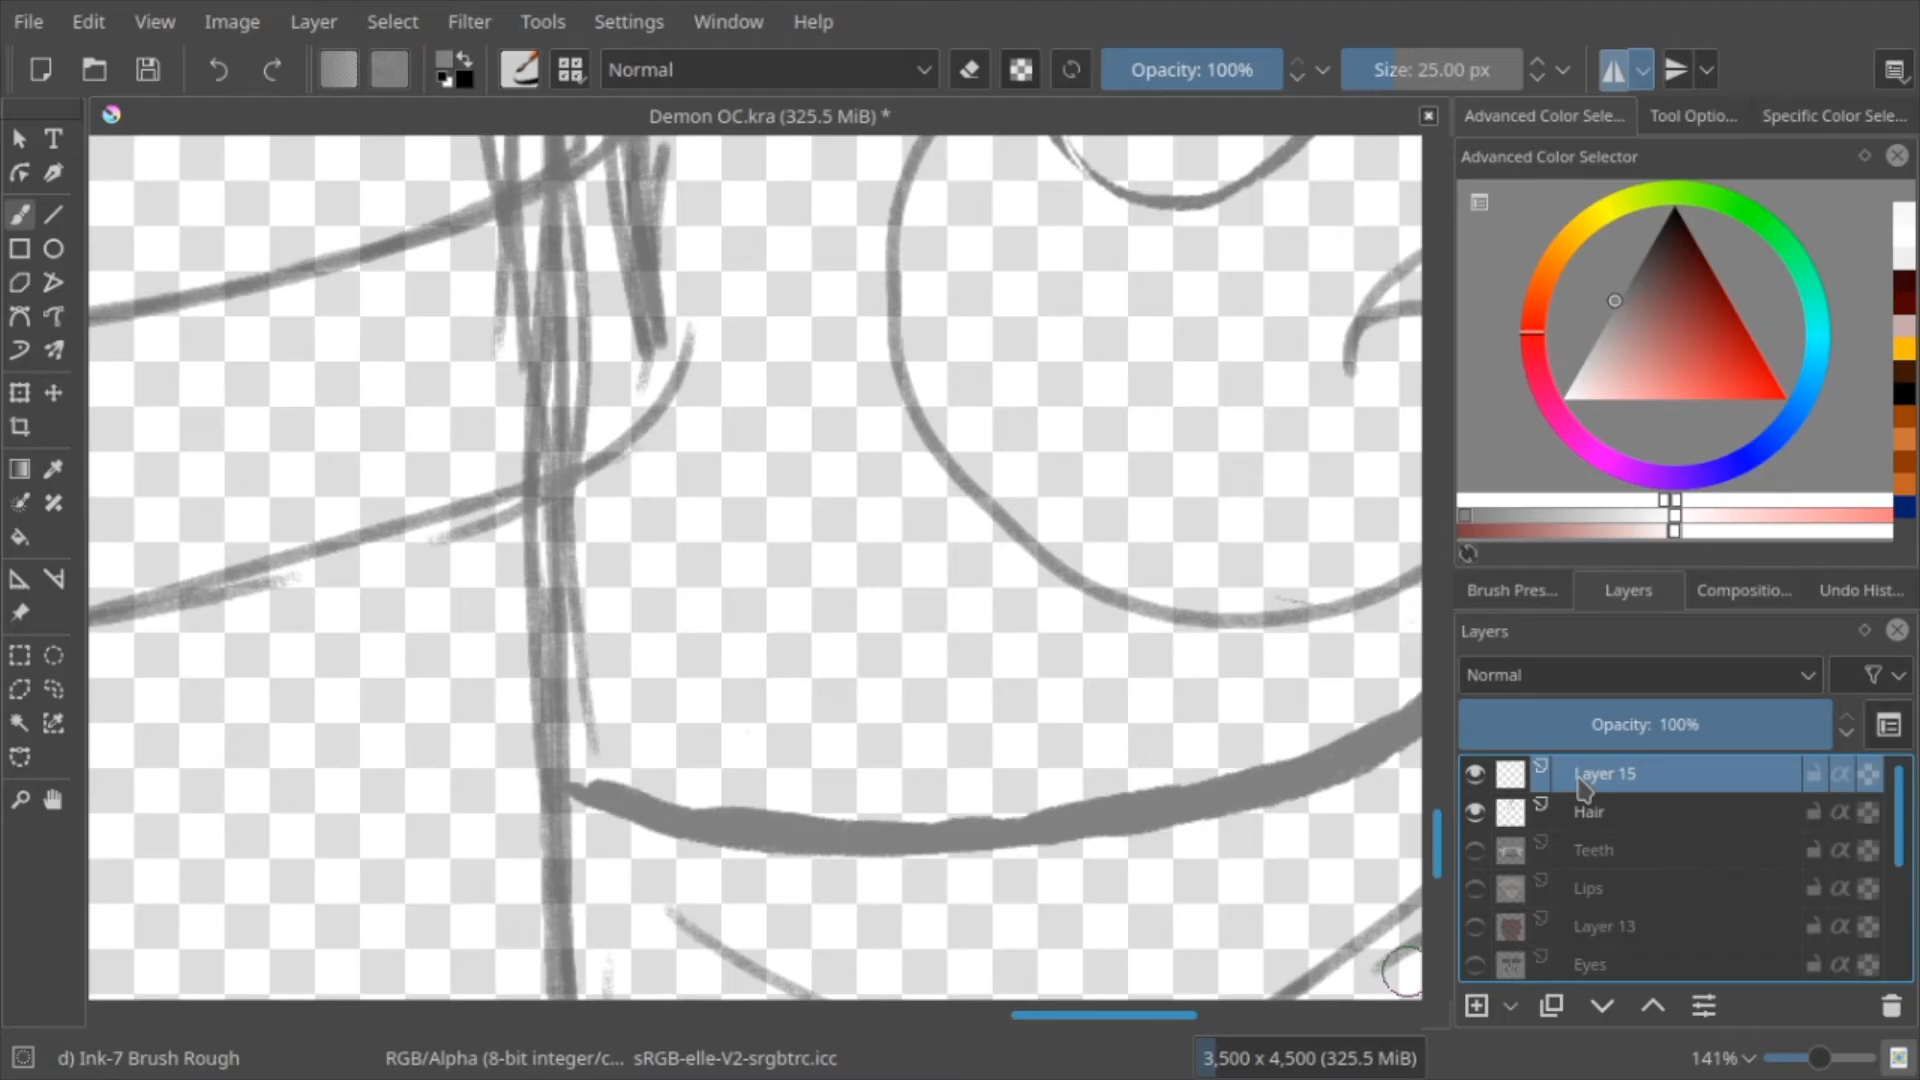 File Edit View Image Layer Select Filter Tools Settings Window Help
Normal Opacity: 100% Size: 25.00 px
Demon OC.kra (325.5 MiB) *
Advanced Color Sele... Tool Optio... Specific Color Sele...
Advanced Color Selector
Brush Pres... Layers Compositio... Undo Hist...
Layers
Normal
Opacity: 100%
Layer 15
Hair
Teeth
Lips
Layer 13
Eyes
d) Ink-7 Brush Rough RGB/Alpha (8-bit integer/c... sRGB-elle-V2-srgbtrc.icc 3,500 x 4,500 (325.5 MiB) 141%